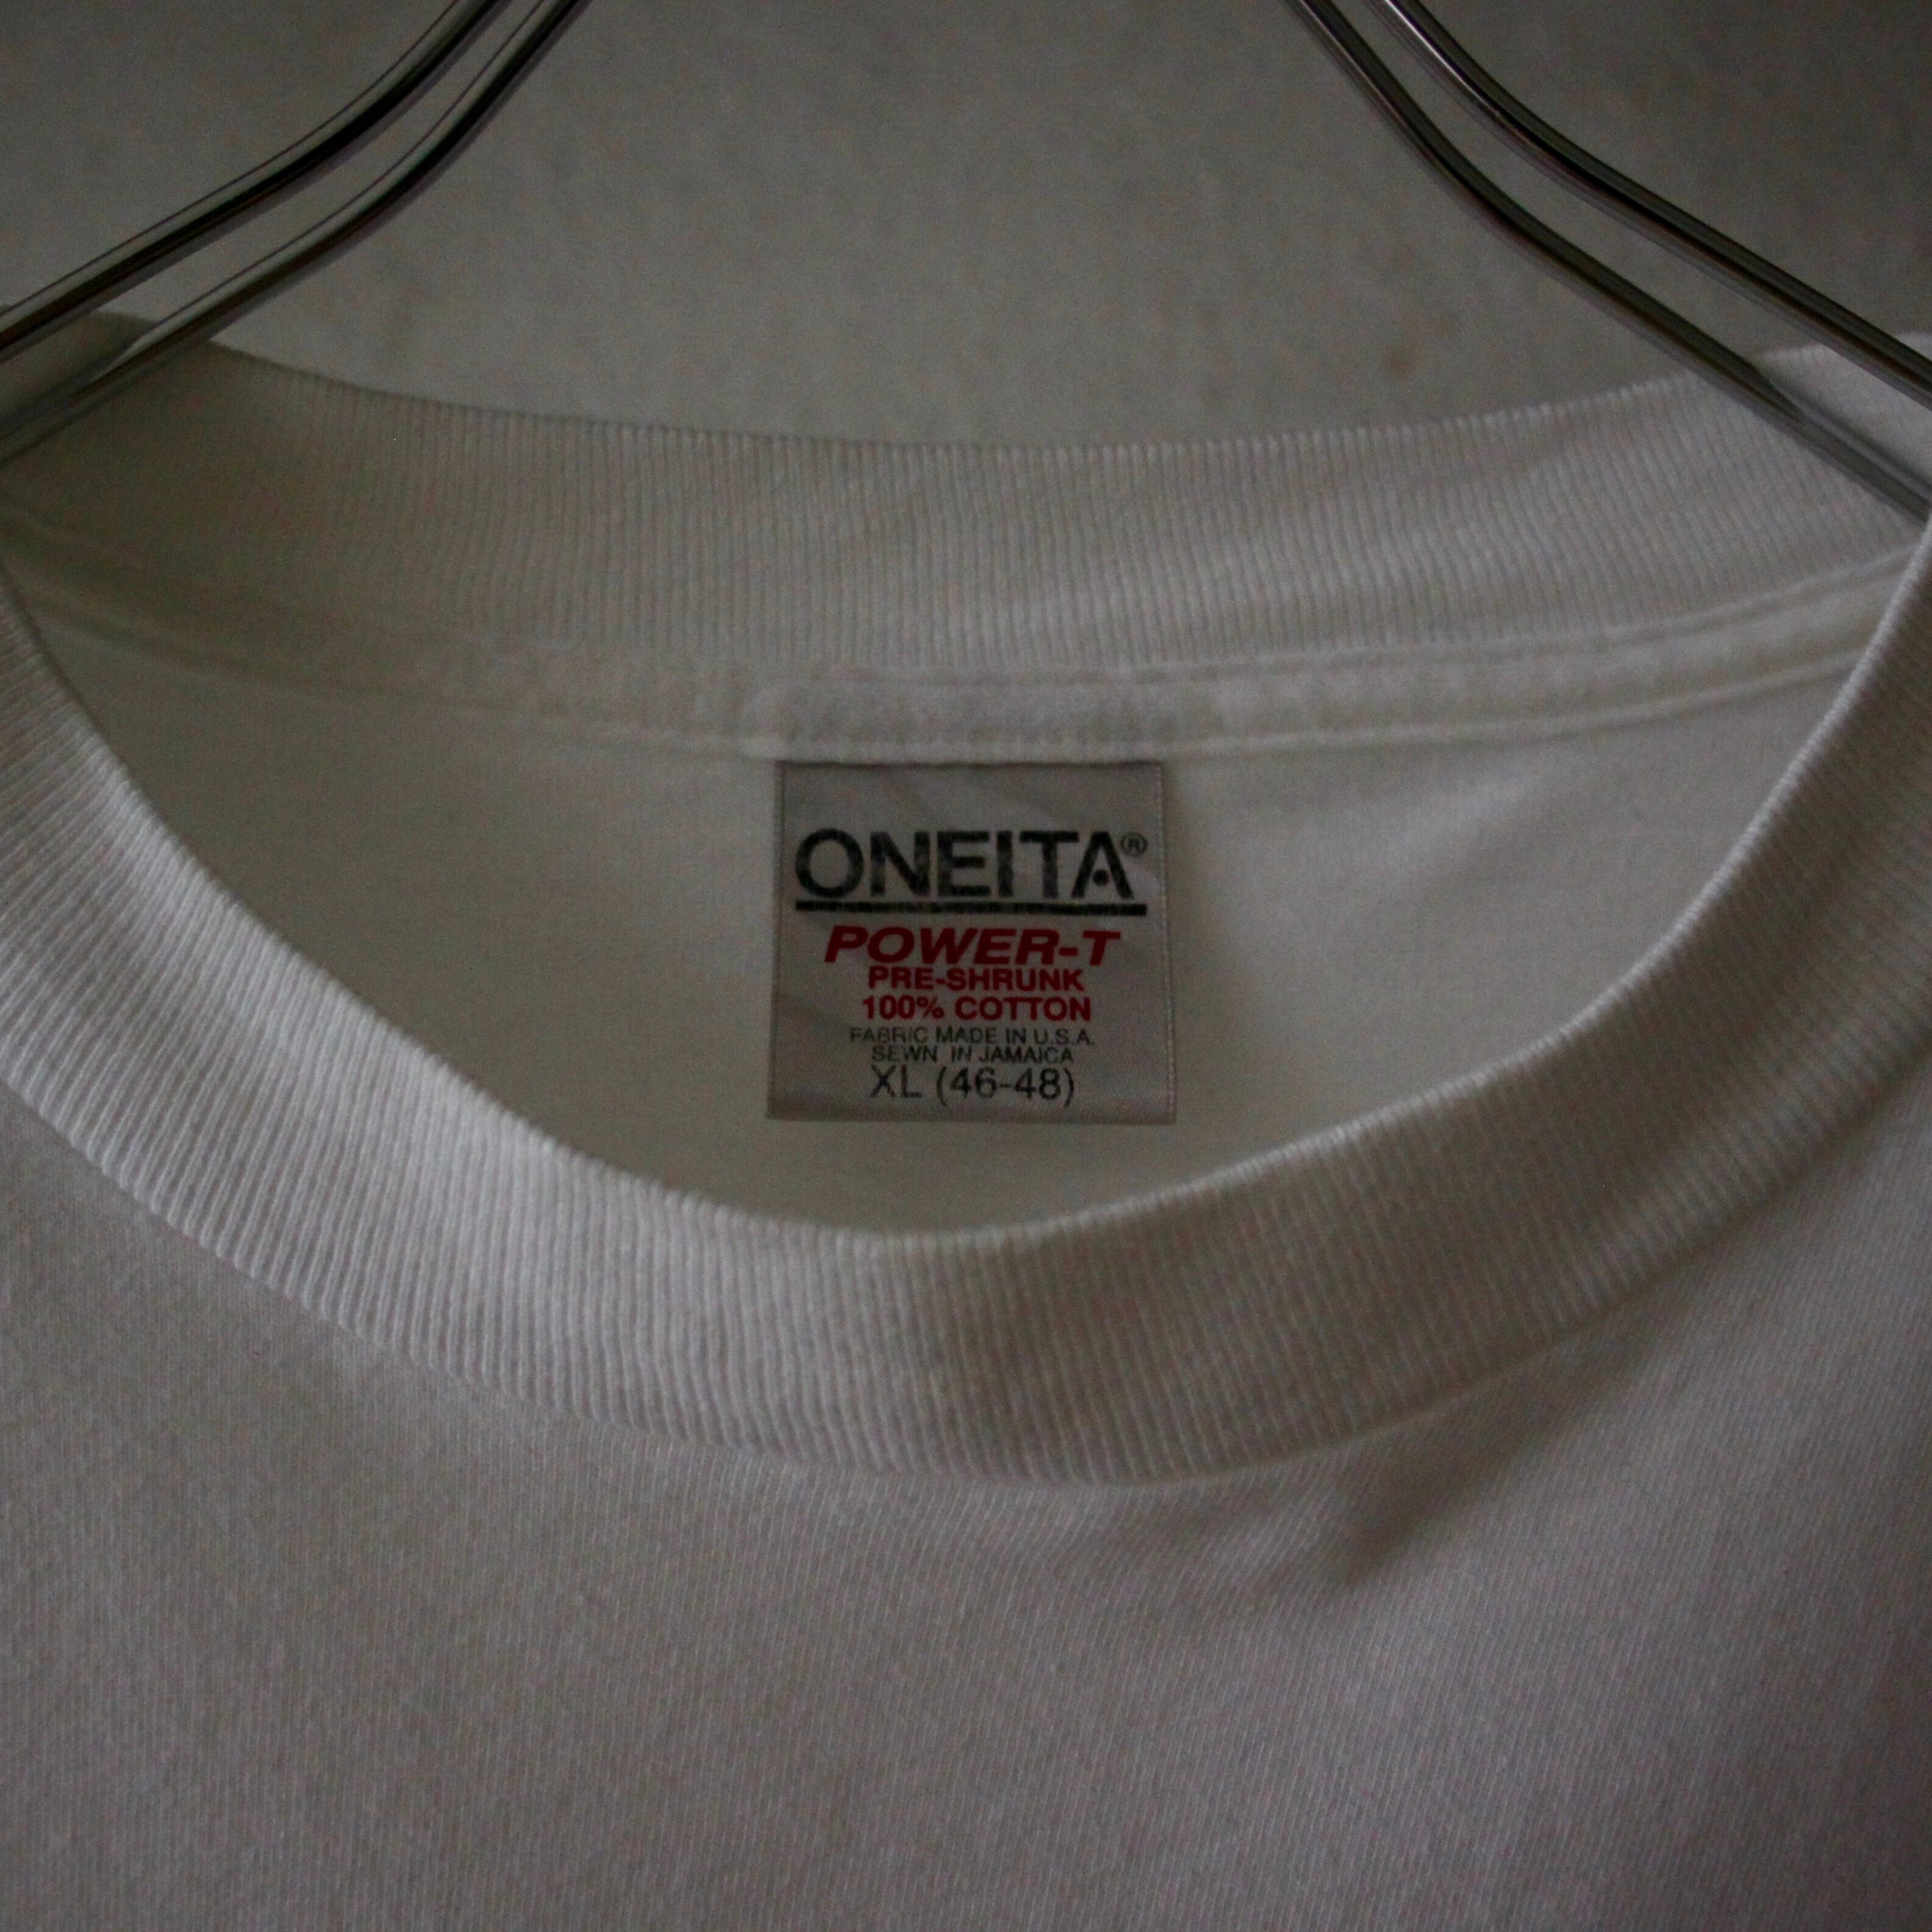 ONEITA®
POWER-T
PRE-SHRUNK
100% COTTON
FABRIC MADE IN U.S.A.
SEWN IN JAMAICA
XL (46-48)